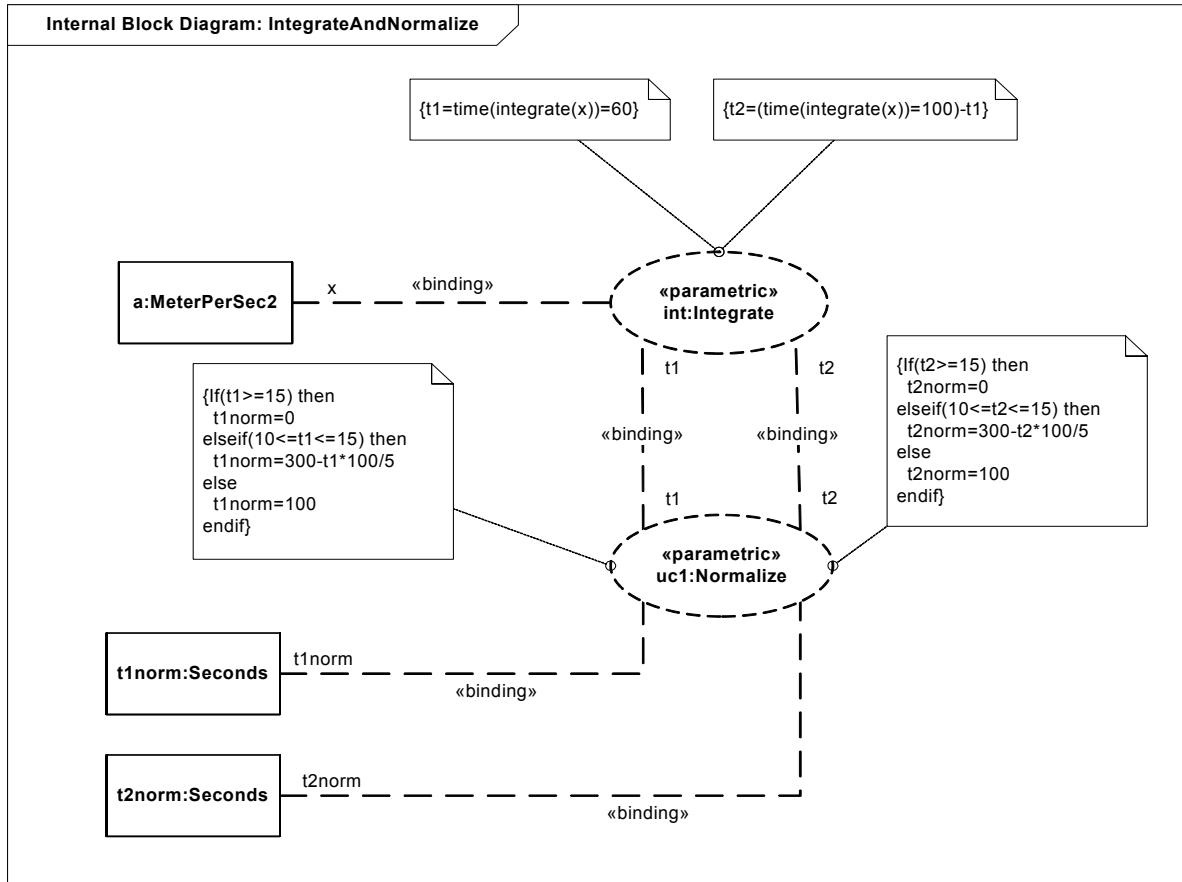 Internal Block Diagram: IntegrateAndNormalize
{t1=time(integrate(x))=60}
{t2=(time(integrate(x))=100)-t1}
a:MeterPerSec2
x
«binding»
«parametric»
int:Integrate
t1
t2
{If(t1>=15) then
t1norm=0
elseif(10<=t1<=15) then
t1norm=300-t1*100/5
else
t1norm=100
endif}
«binding»
«binding»
{If(t2>=15) then
t2norm=0
elseif(10<=t2<=15) then
t2norm=300-t2*100/5
else
t2norm=100
endif}
t1
t2
«parametric»
uc1:Normalize
t1norm:Seconds
t1norm
«binding»
t2norm:Seconds
t2norm
«binding»